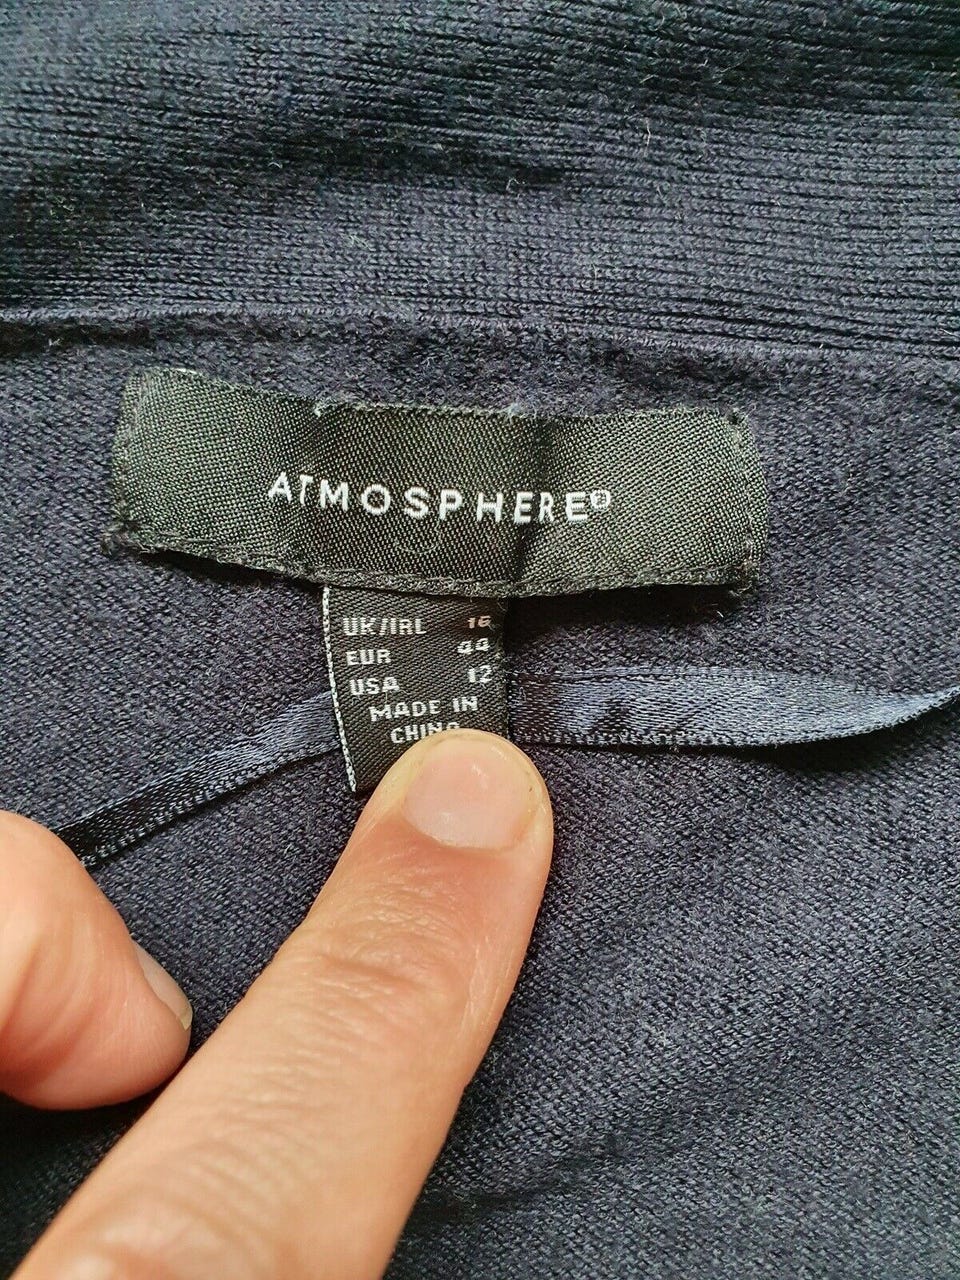 ATMOSPHERE®
UK/IRL 16
EUR 44
USA 12
MADE IN
CHINA